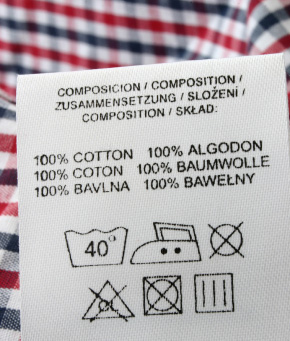 COMPOSICION / COMPOSITION /
ZUSAMMENSETZUNG / SLOŽENÍ /
COMPOSITION / SKŁAD:
100% COTTON 100% ALGODON
100% COTON 100% BAUMWOLLE
100% BAVLNA 100% BAWEŁNY
40°